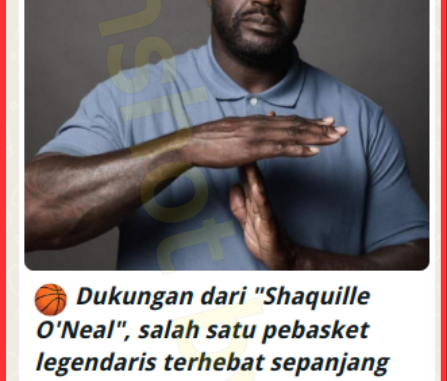 Dukungan dari "Shaquille
O'Neal", salah satu pebasket
legendaris terhebat sepanjang